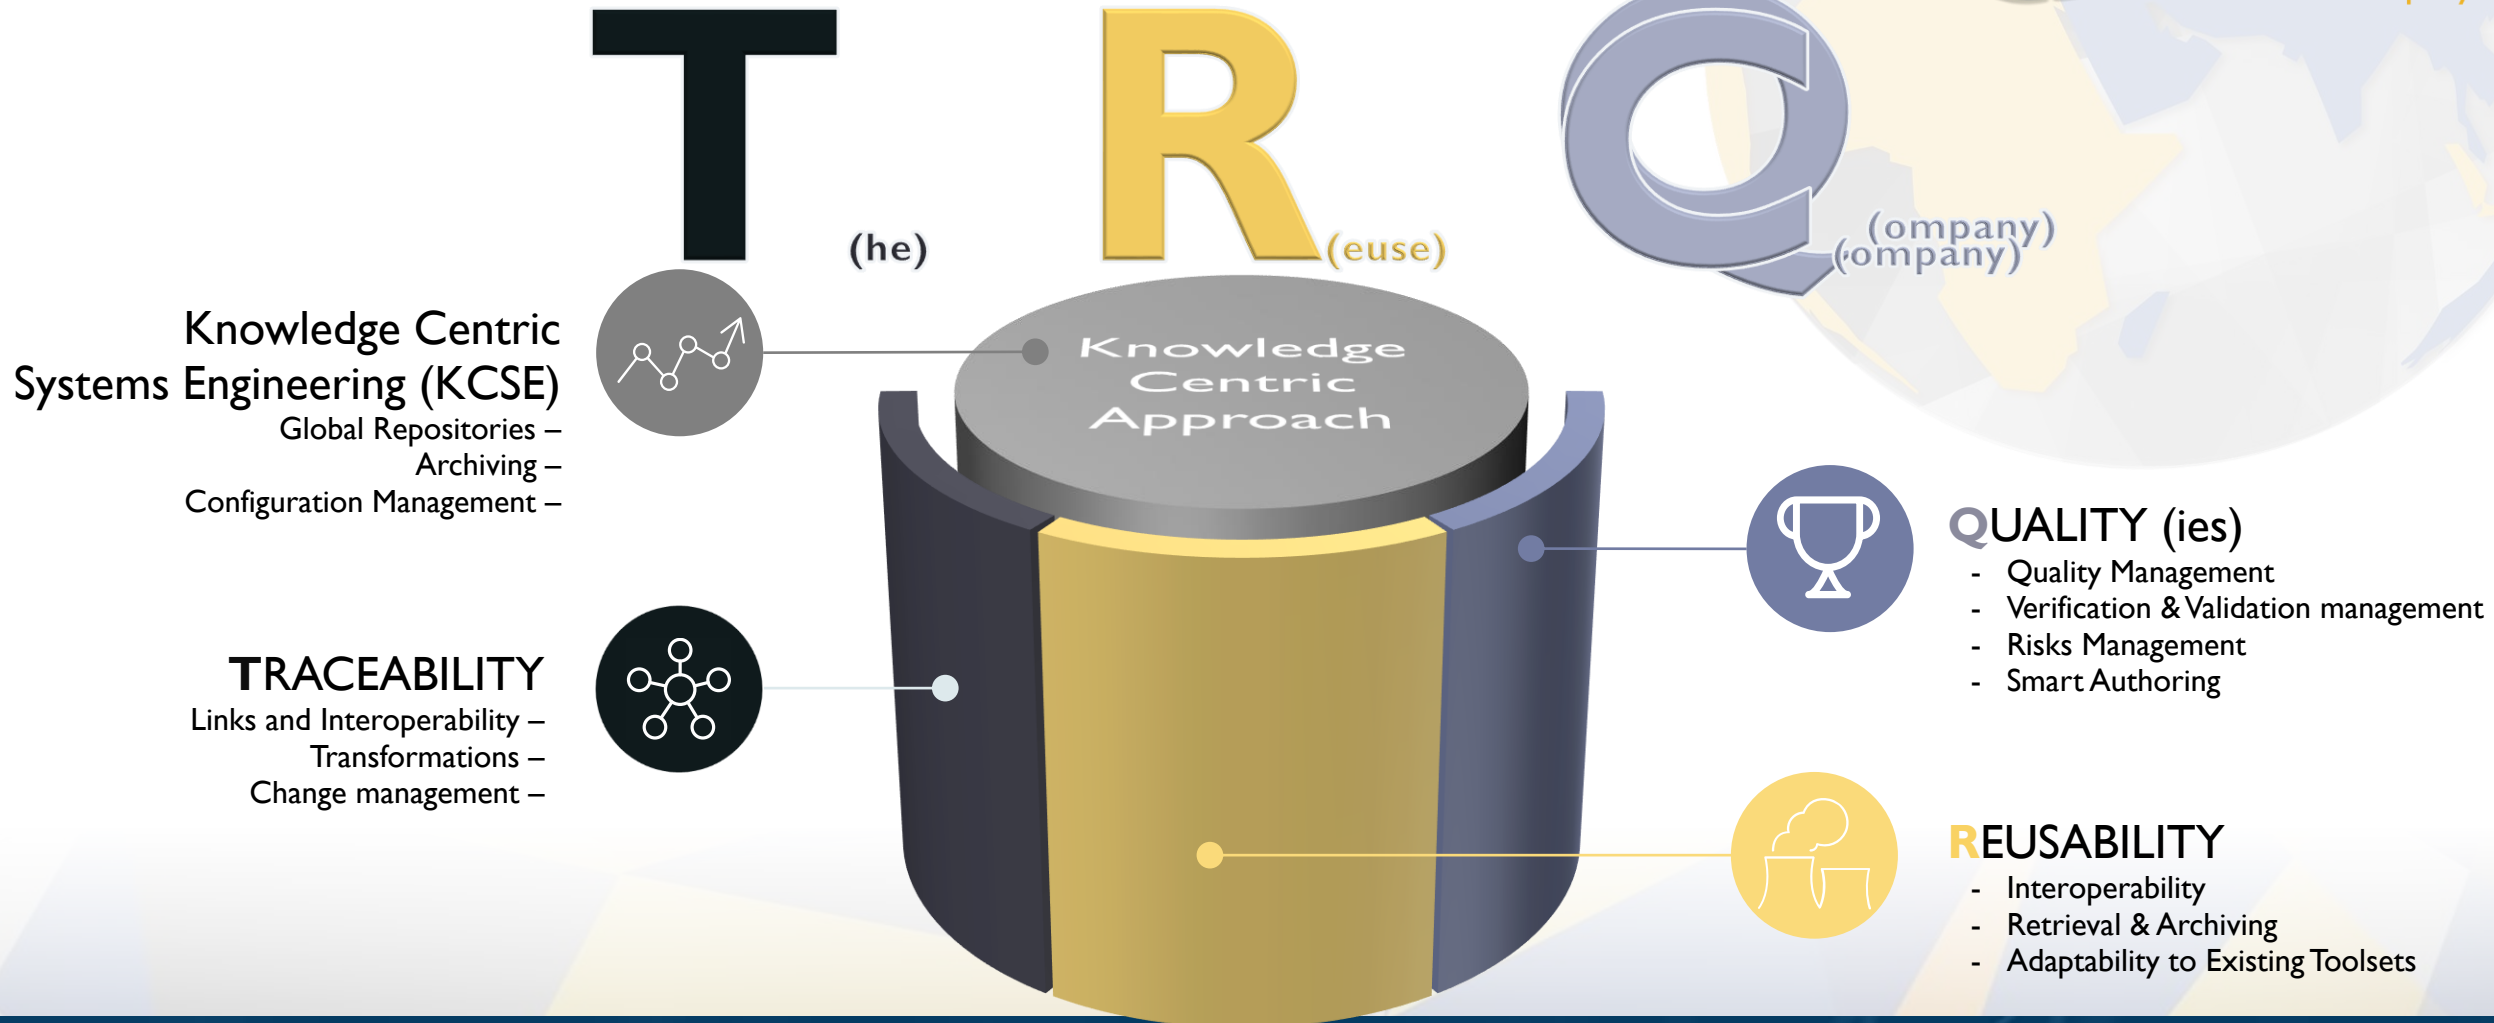 T (he) R (euse) C (ompany)
(ompany)
Knowledge Centric
Systems Engineering (KCSE)
Global Repositories –
Archiving –
Configuration Management –
Knowledge
Centric
Approach
TRACEABILITY
Links and Interoperability –
Transformations –
Change management –
QUALITY (ies)
- Quality Management
- Verification & Validation management
- Risks Management
- Smart Authoring
REUSABILITY
- Interoperability
- Retrieval & Archiving
- Adaptability to Existing Toolsets